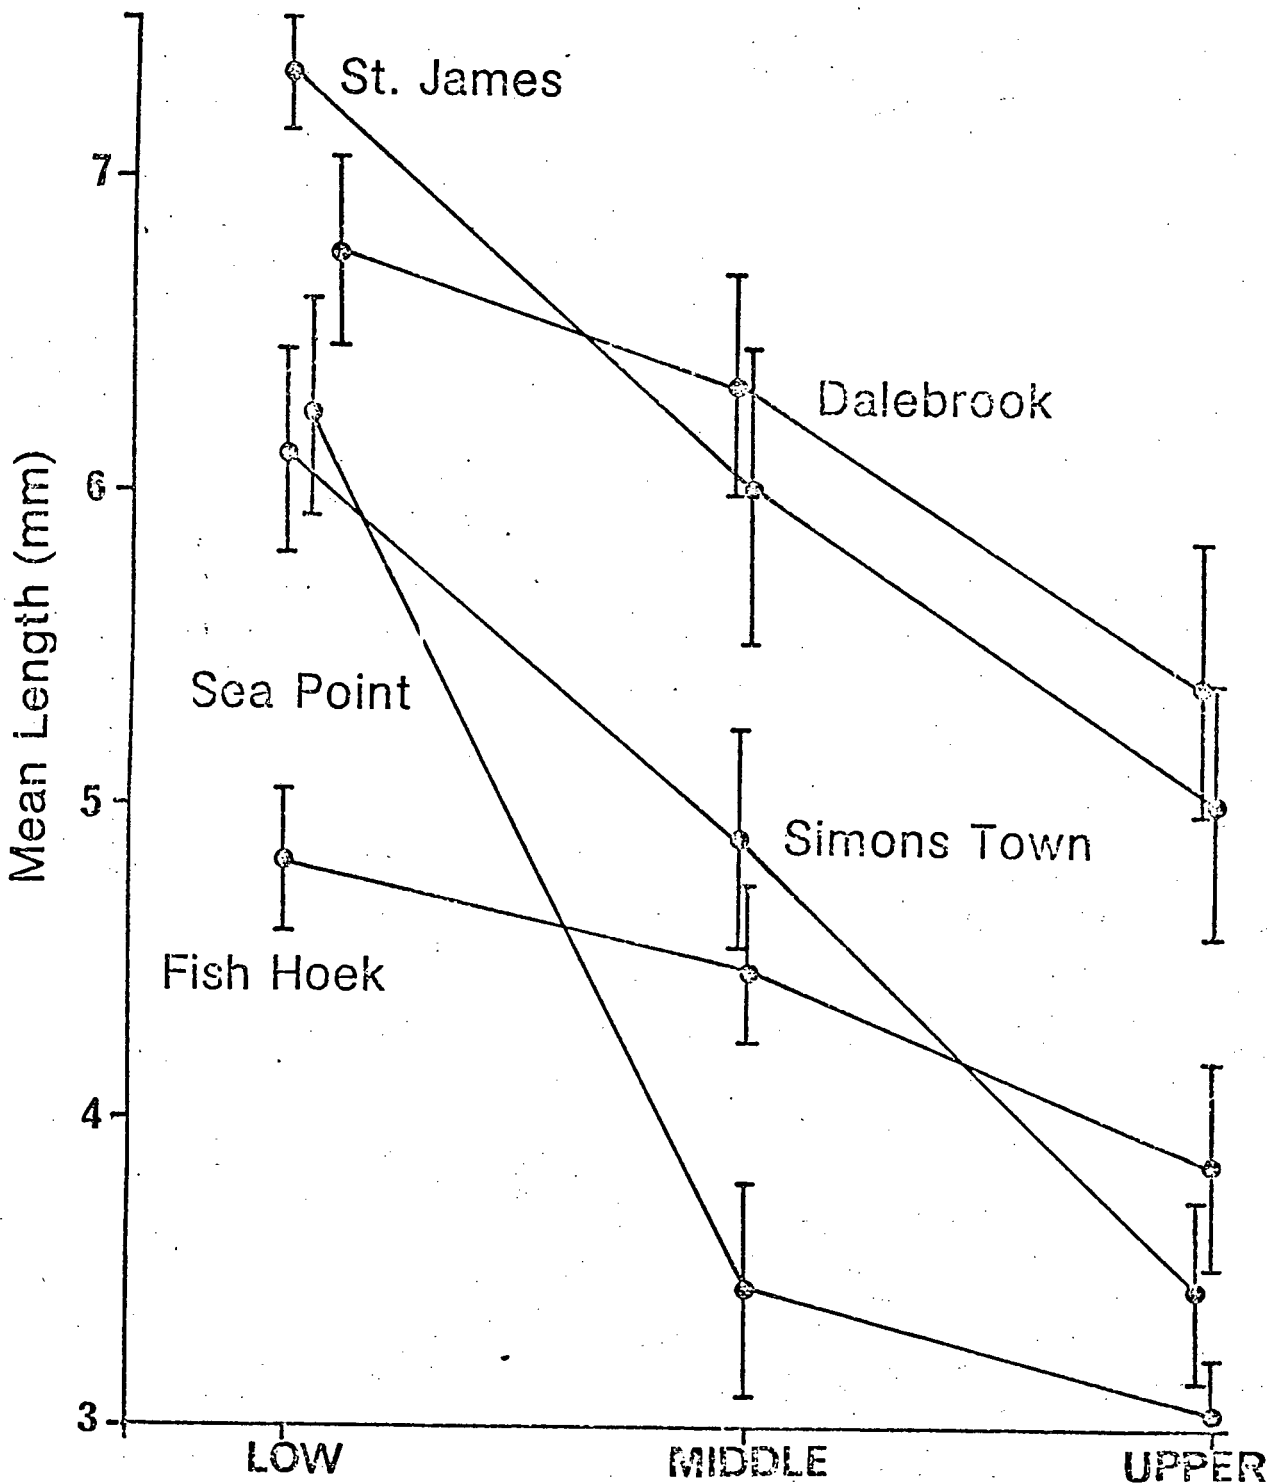 St. James
7
Dalebrook
6
Mean Length (mm)
Sea Point
5
Simons Town
Fish Hoek
4
3
LOW MIDDLE UPPER